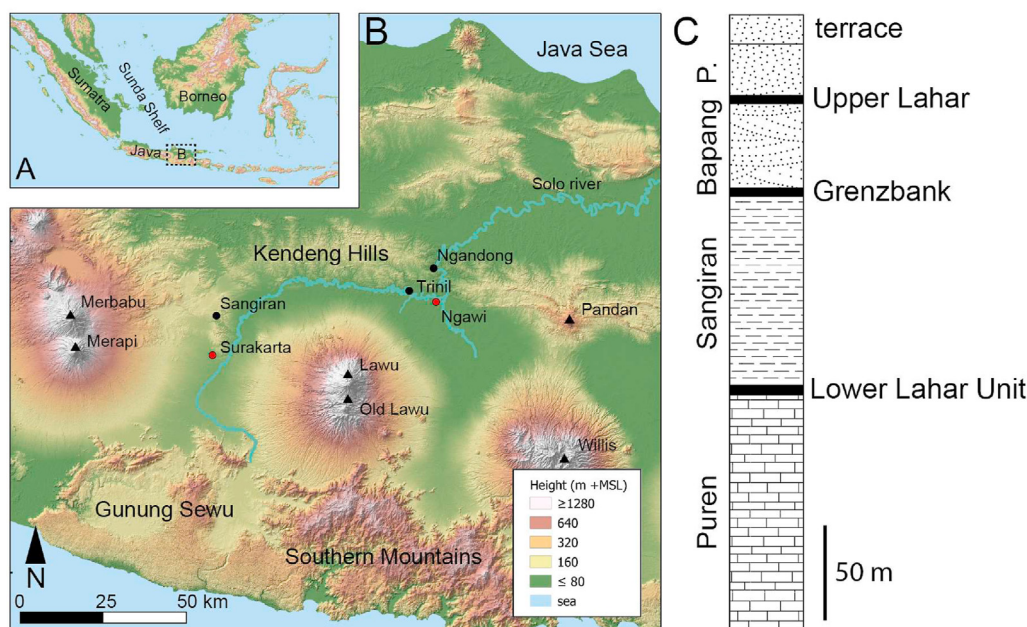 A
Sumatra
Sunda Shelf
Borneo
Java
B
B
Java Sea
Solo river
Kendeng Hills
Ngandong
Trinil
Ngawi
Pandan
Merbabu
Merapi
Sangiran
Surakarta
Lawu
Old Lawu
Willis
Gunung Sewu
Southern Mountains
N
0 25 50 km
Height (m +MSL)
≥1280
640
320
160
≤ 80
sea
C
terrace
Upper Lahar
Grenzbank
Lower Lahar Unit
Bapang P.
Sangiran
Puren
50 m